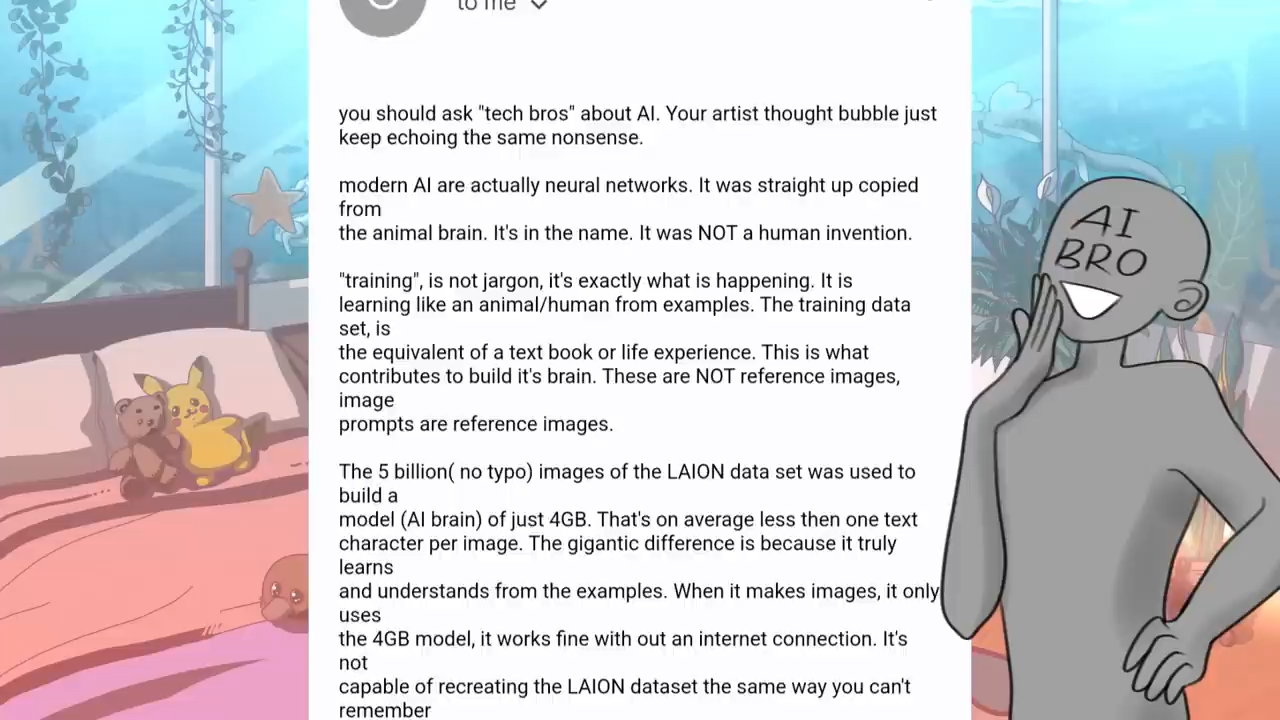 to me
you should ask "tech bros" about AI. Your artist thought bubble just
keep echoing the same nonsense.
modern AI are actually neural networks. It was straight up copied
from
the animal brain. It's in the name. It was NOT a human invention.
"training", is not jargon, it's exactly what is happening. It is
learning like an animal/human from examples. The training data
set, is
the equivalent of a text book or life experience. This is what
contributes to build it's brain. These are NOT reference images,
image
prompts are reference images.
The 5 billion( no typo) images of the LAION data set was used to
build a
model (AI brain) of just 4GB. That's on average less then one text
character per image. The gigantic difference is because it truly
learns
and understands from the examples. When it makes images, it only
uses
the 4GB model, it works fine with out an internet connection. It's
not
capable of recreating the LAION dataset the same way you can't
remember
AI
BRO